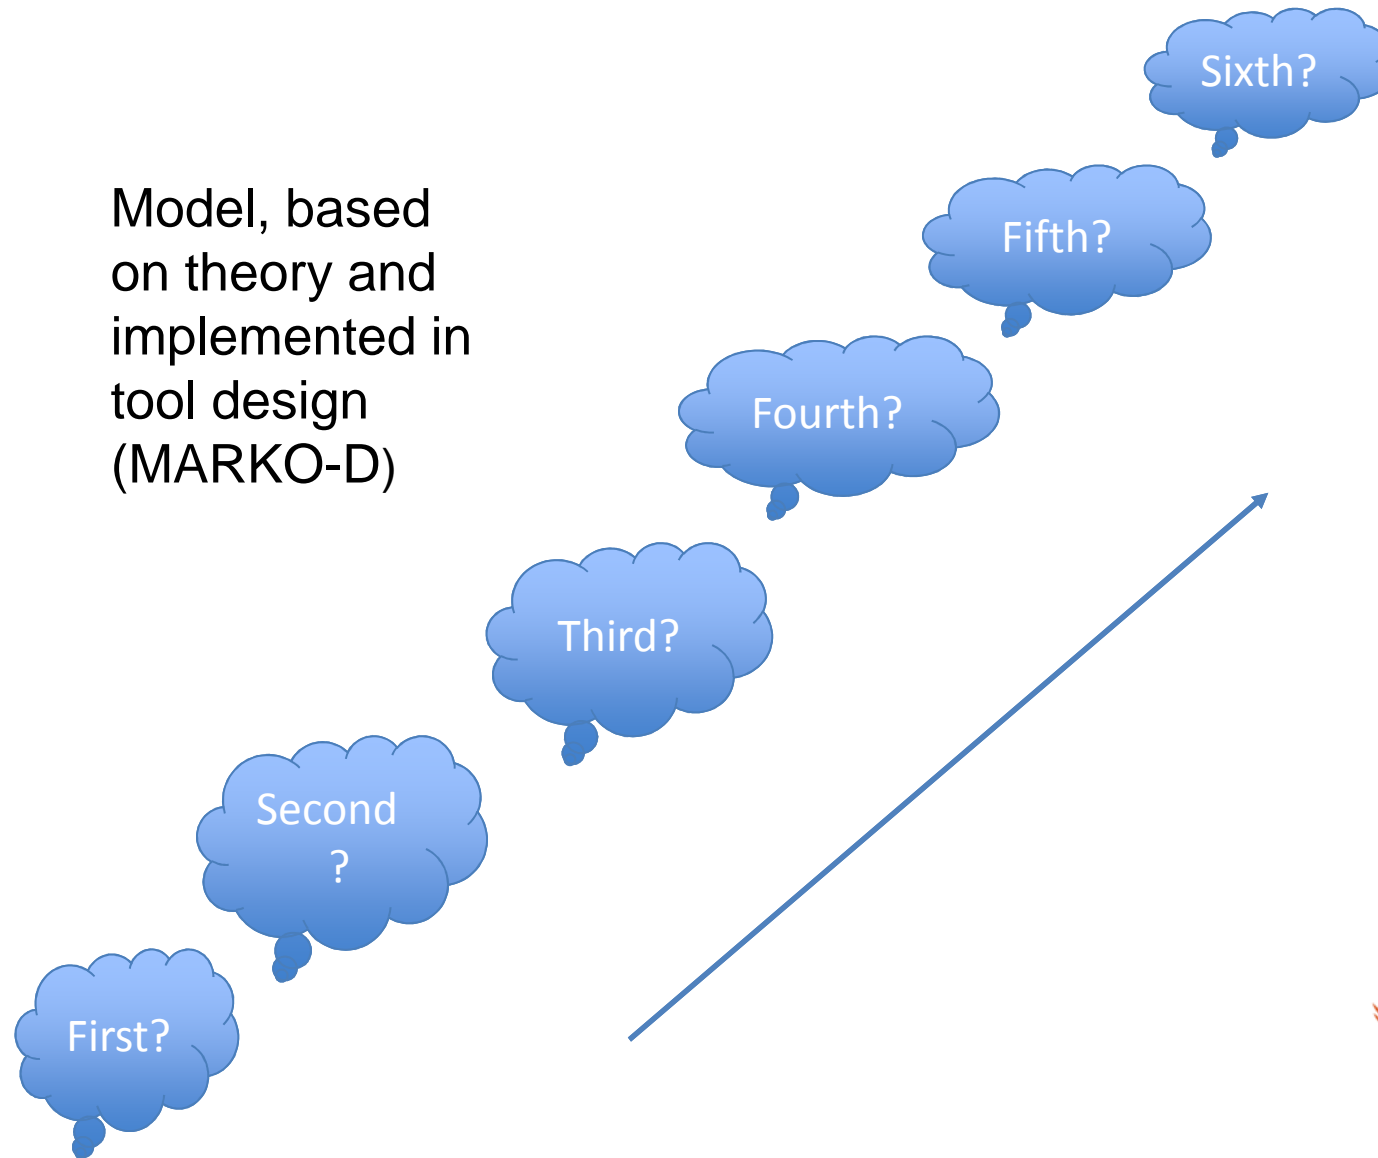 Sixth?
Fifth?
Model, based
on theory and
implemented in
tool design
(MARKO-D)
Fourth?
Third?
Second
?
First?